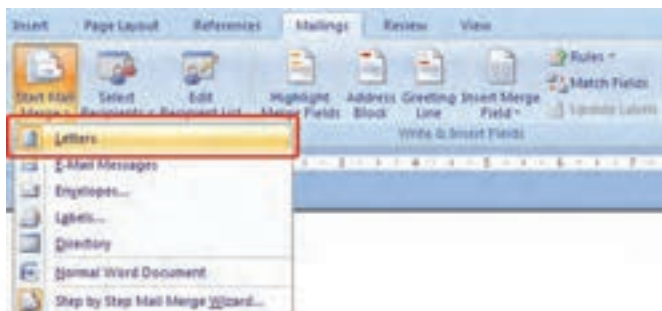 Insert Page Layout References Mailings Review View
Start Mail Merge Select Recipients Edit Recipient List Highlight Merge Fields Address Block Greeting Line Insert Merge Field Rules
Match Fields
Update Labels
Write & Insert Fields
Letters
E-Mail Messages
Envelopes...
Labels...
Directory
Normal Word Document
Step by Step Mail Merge Wizard...